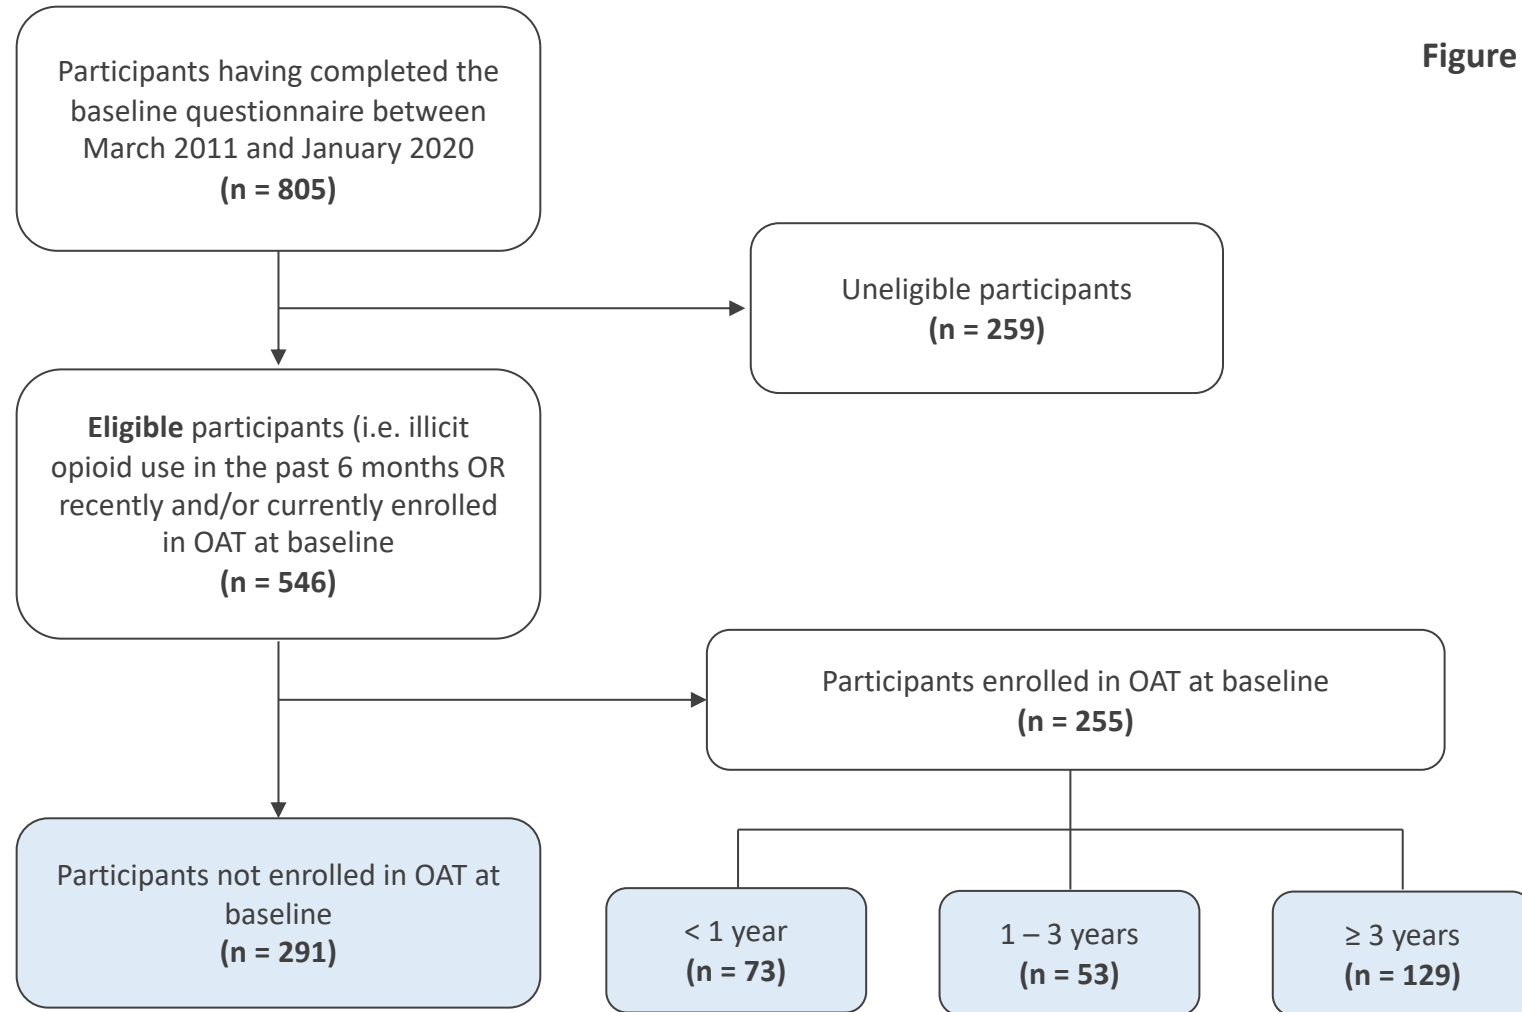 Figure
Participants having completed the
baseline questionnaire between
March 2011 and January 2020
(n = 805)
Uneligible participants
(n = 259)
Eligible participants (i.e. illicit
opioid use in the past 6 months OR
recently and/or currently enrolled
in OAT at baseline
(n = 546)
Participants enrolled in OAT at baseline
(n = 255)
Participants not enrolled in OAT at
baseline
(n = 291)
< 1 year
(n = 73)
1 – 3 years
(n = 53)
≥ 3 years
(n = 129)